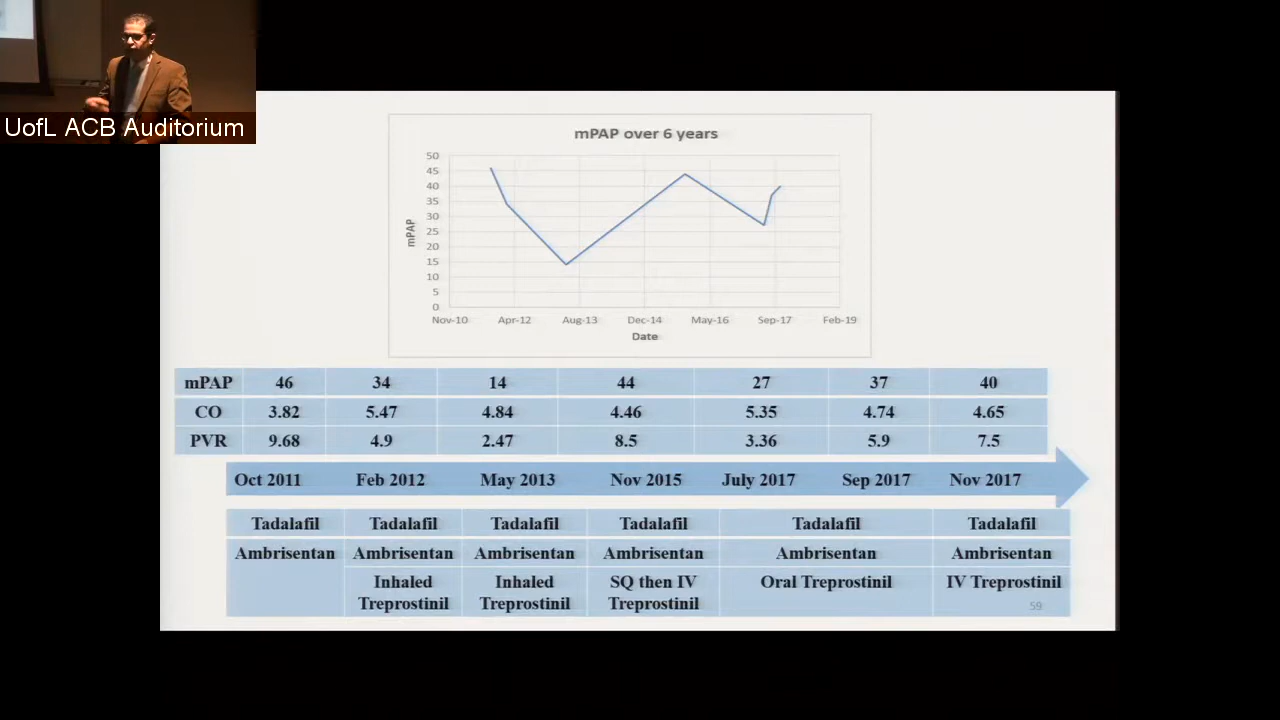 UofL ACB Auditorium
mPAP over 6 years
50
45
40
35
30
25
20
15
10
5
0
mPAP
Nov-10 Apr-12 Aug-13 Dec-14 May-16 Sep-17 Feb-19
Date
mPAP 46 34 14 44 27 37 40
CO 3.82 5.47 4.84 4.46 5.35 4.74 4.65
PVR 9.68 4.9 2.47 8.5 3.36 5.9 7.5
Oct 2011 Feb 2012 May 2013 Nov 2015 July 2017 Sep 2017 Nov 2017
Tadalafil Tadalafil Tadalafil Tadalafil Tadalafil Tadalafil
Ambrisentan Ambrisentan Ambrisentan Ambrisentan Ambrisentan Ambrisentan
Inhaled Inhaled SQ then IV Oral Treprostinil IV Treprostinil
Treprostinil Treprostinil Treprostinil
59